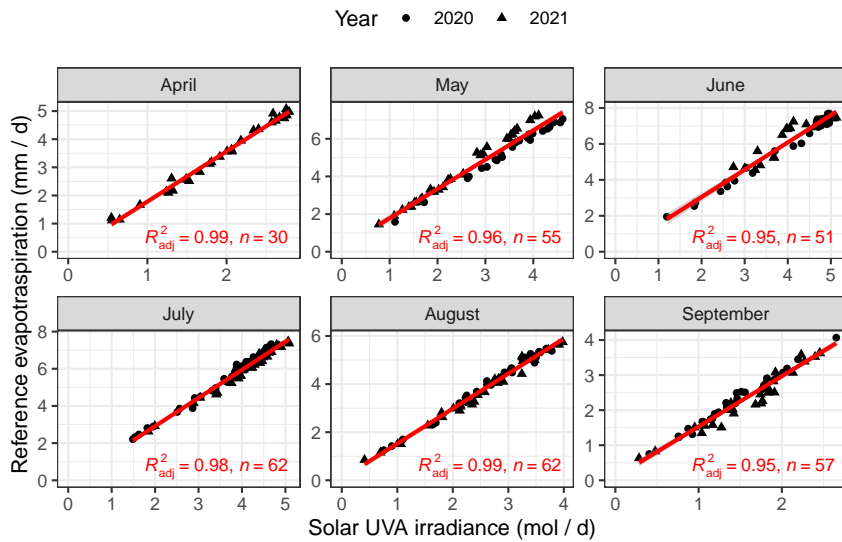 Year 2020 2021
April May June
Reference evapotraspiration (mm / d)
5
4
3
2
1
0
R²adj = 0.99, n = 30
0 1 2
6
4
2
0
R²adj = 0.96, n = 55
0 1 2 3 4
8
6
4
2
0
R²adj = 0.95, n = 51
0 1 2 3 4 5
July August September
8
6
4
2
0
R²adj = 0.98, n = 62
0 1 2 3 4 5
6
4
2
0
R²adj = 0.99, n = 62
0 1 2 3 4
4
3
2
1
0
R²adj = 0.95, n = 57
0 1 2
Solar UVA irradiance (mol / d)